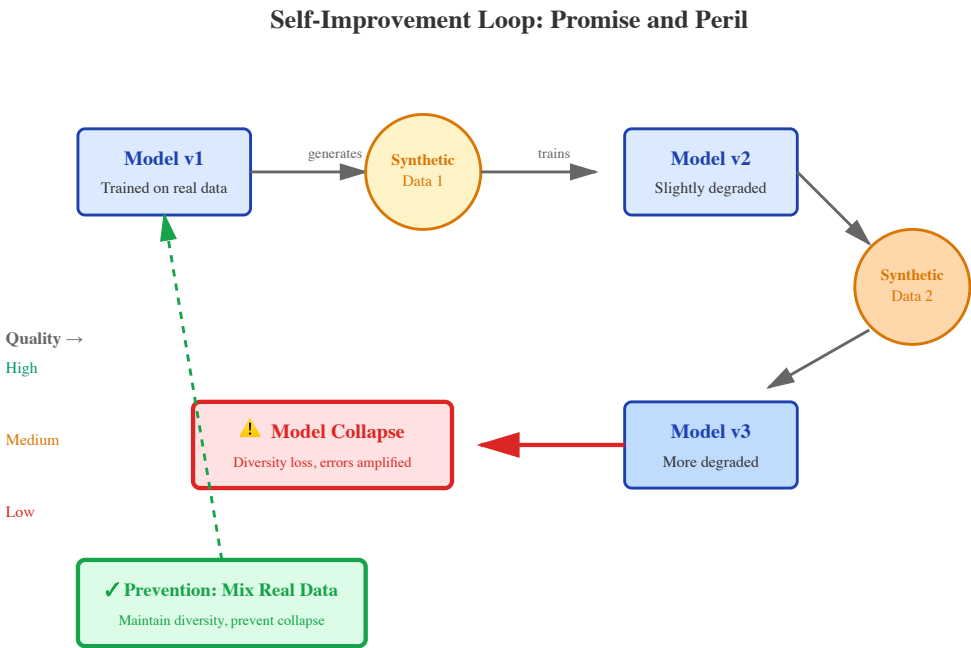 Self-Improvement Loop: Promise and Peril
Model v1
Trained on real data
generates
Synthetic
Data 1
trains
Model v2
Slightly degraded
Synthetic
Data 2
Quality →
High
Medium
Low
⚠️ Model Collapse
Diversity loss, errors amplified
Model v3
More degraded
✓ Prevention: Mix Real Data
Maintain diversity, prevent collapse